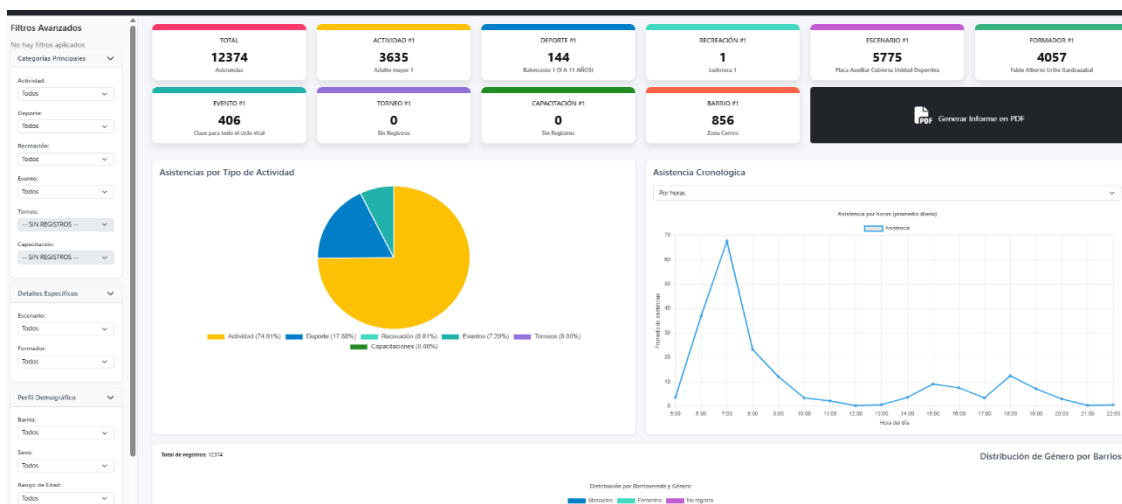 Filtros Avanzados
No hay filtros aplicados
Categorías Principales
Actividad:
Todos
Deporte:
Todos
Recreación:
Todos
Evento:
Todos
Torneo:
-- SIN REGISTROS --
Capacitación:
-- SIN REGISTROS --
Detalles Específicos
Escenario:
Todos
Formador:
Todos
Perfil Demográfico
Barrio:
Todos
Sexo:
Todos
Rango de Edad:
Todos
TOTAL
12374
Asistencias
ACTIVIDAD #1
3635
Adulto mayor 1
DEPORTE #1
144
Baloncesto 1 (9 A 11 AÑOS)
RECREACIÓN #1
1
Ludoteca 1
ESCENARIO #1
5775
Placa Auxiliar Cubierta Unidad Deportiva
FORMADOR #1
4057
Fabio Alberto Uribe
EVENTO #1
406
Clase para todo el ciclo vital
TORNEO #1
0
Sin Registros
CAPACITACIÓN #1
0
Sin Registros
BARRIO #1
856
Zona Centro
PDF Generar Informe en PDF
Asistencias por Tipo de Actividad
Actividad (74.91%) Deporte (17.68%) Recreación (0.01%) Eventos (7.29%) Torneos (0.00%)
Capacitaciones (0.00%)
Asistencia Cronológica
Por horas
Asistencia por horas (promedio diario)
Asistencia
Promedio de asistencias
70
60
50
40
30
20
10
0
5:00 6:00 7:00 8:00 9:00 10:00 11:00 12:00 13:00 14:00 15:00 16:00 17:00 18:00 19:00 20:00 21:00 22:00
Hora del día
Total de registros: 12374
Distribución de Género por Barrios
Distribución por Barrio/vereda y Género
Masculino Femenino No registra